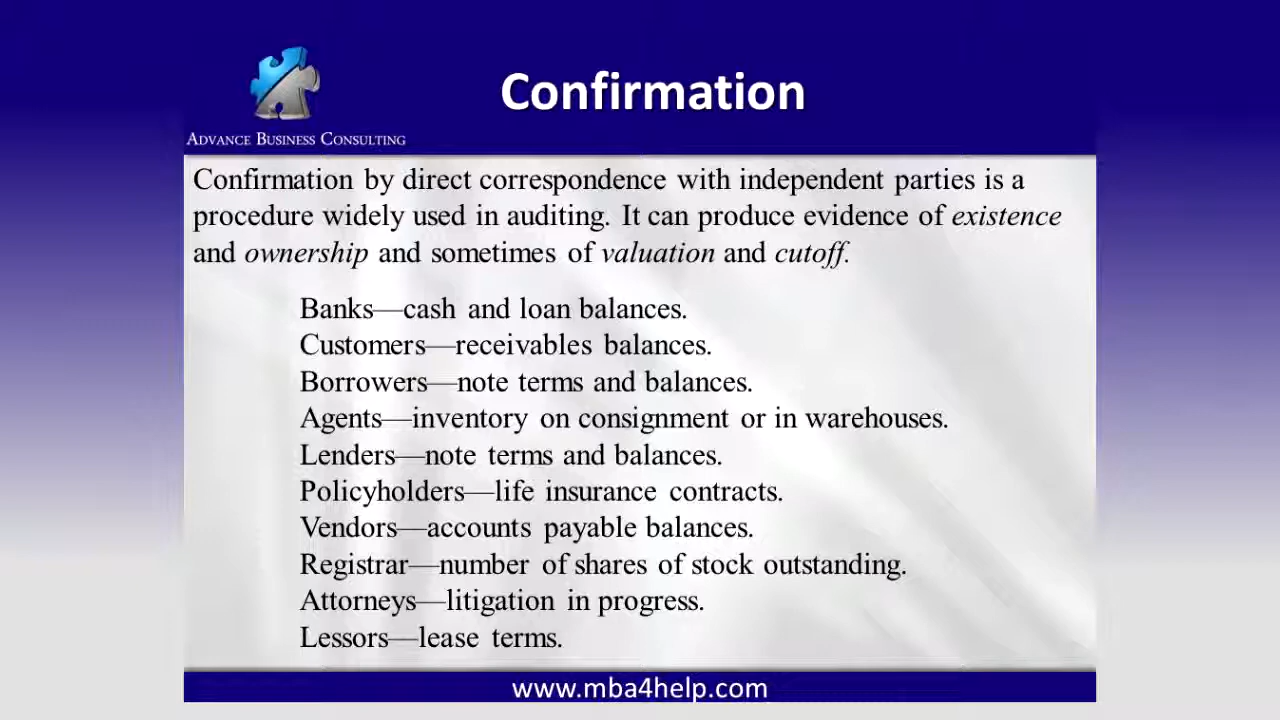 Confirmation
ADVANCE BUSINESS CONSULTING
Confirmation by direct correspondence with independent parties is a
procedure widely used in auditing. It can produce evidence of existence
and ownership and sometimes of valuation and cutoff.
Banks—cash and loan balances.
Customers—receivables balances.
Borrowers—note terms and balances.
Agents—inventory on consignment or in warehouses.
Lenders—note terms and balances.
Policyholders—life insurance contracts.
Vendors—accounts payable balances.
Registrar—number of shares of stock outstanding.
Attorneys—litigation in progress.
Lessors—lease terms.
www.mba4help.com